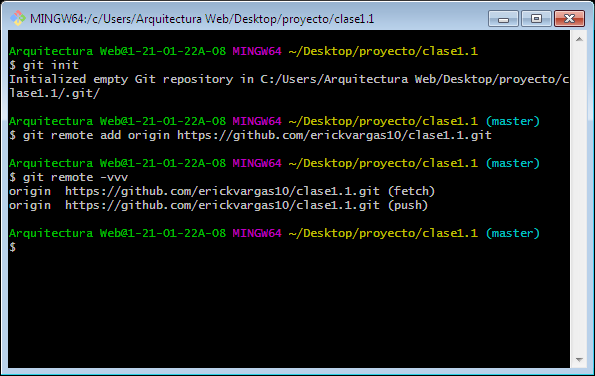 MINGW64:/c/Users/Arquitectura Web/Desktop/proyecto/clase1.1
Arquitectura Web@1-21-01-22A-08 MINGW64 ~/Desktop/proyecto/clase1.1
$ git init
Initialized empty Git repository in C:/Users/Arquitectura Web/Desktop/proyecto/c
lase1.1/.git/
Arquitectura Web@1-21-01-22A-08 MINGW64 ~/Desktop/proyecto/clase1.1 (master)
$ git remote add origin https://github.com/erickvargas10/clase1.1.git
Arquitectura Web@1-21-01-22A-08 MINGW64 ~/Desktop/proyecto/clase1.1 (master)
$ git remote -vvv
origin  https://github.com/erickvargas10/clase1.1.git (fetch)
origin  https://github.com/erickvargas10/clase1.1.git (push)
Arquitectura Web@1-21-01-22A-08 MINGW64 ~/Desktop/proyecto/clase1.1 (master)
$